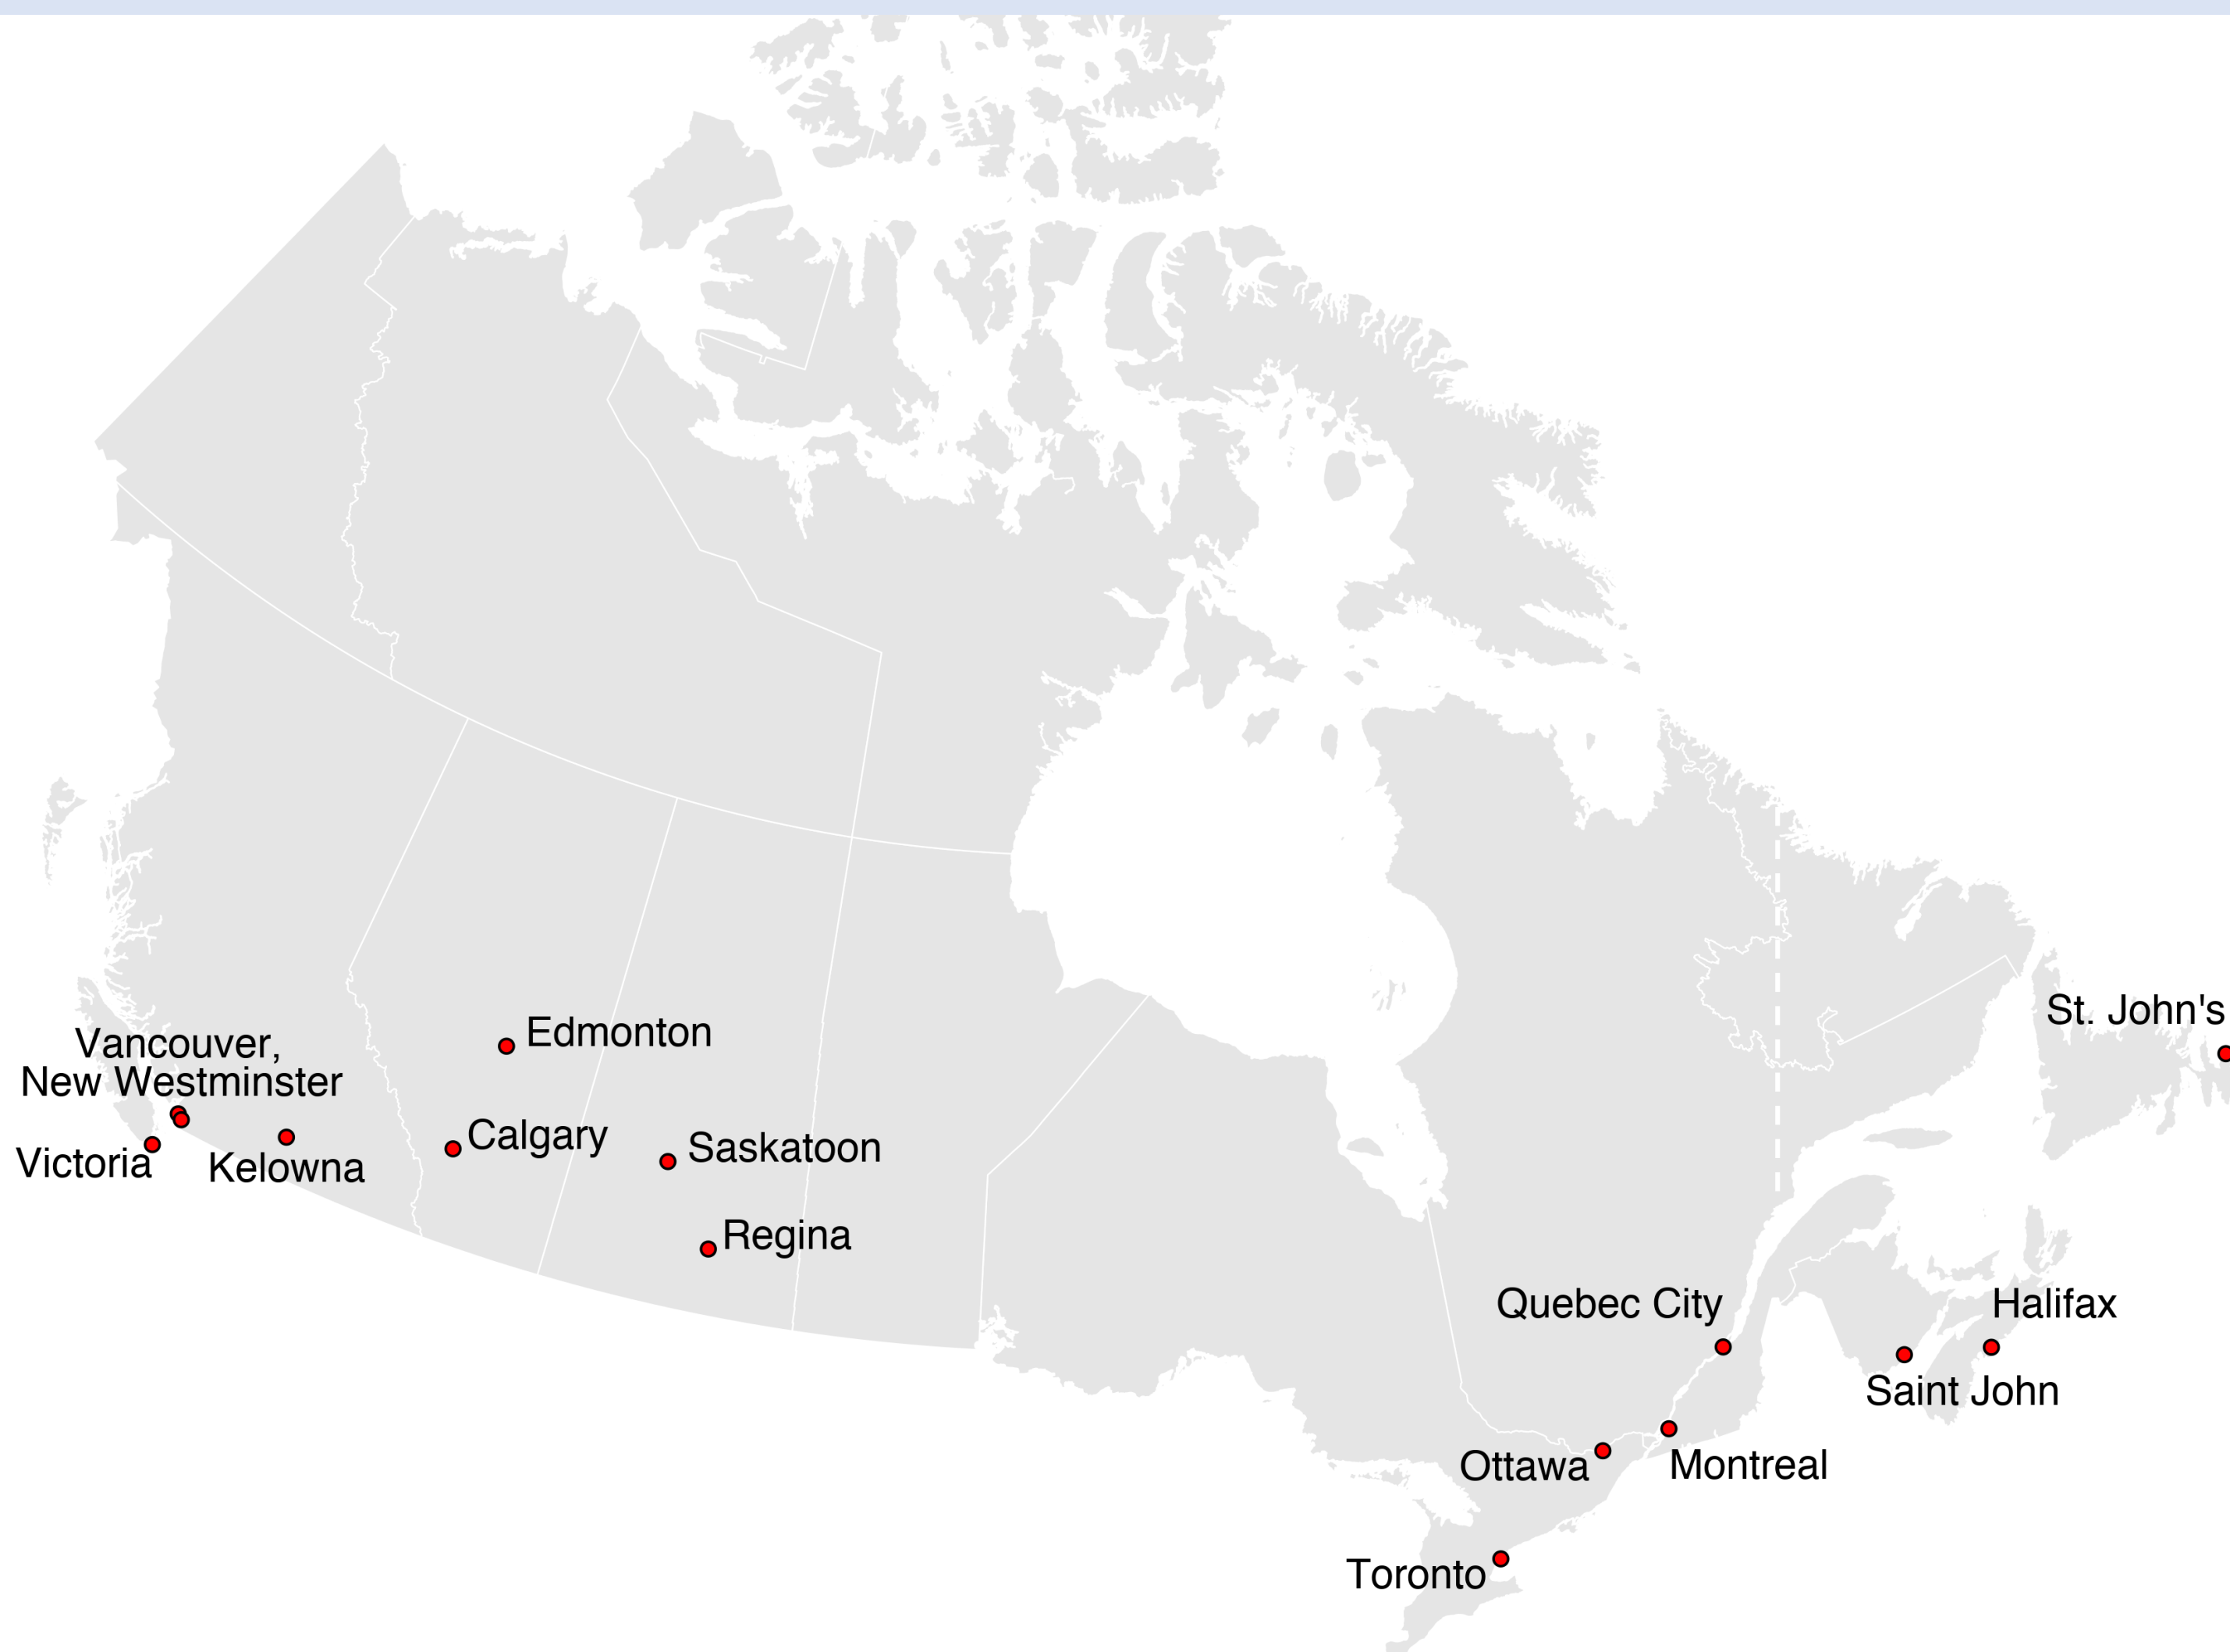 St. John's
Edmonton
Vancouver,
New Westminster
Calgary
Saskatoon
Victoria
Kelowna
Regina
Quebec City
Halifax
Saint John
Ottawa
Montreal
Toronto